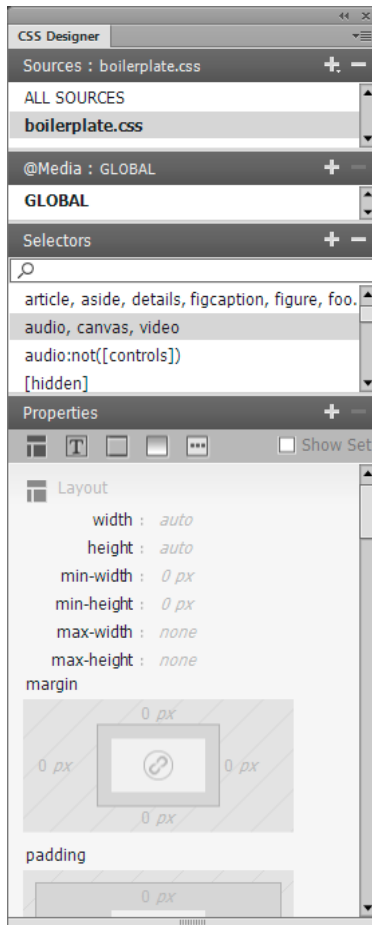 CSS Designer
Sources : boilerplate.css
ALL SOURCES
boilerplate.css
@Media : GLOBAL
GLOBAL
Selectors
article, aside, details, figcaption, figure, foo.
audio, canvas, video
audio:not([controls])
[hidden]
Properties
T Show Set
Layout
width : auto
height : auto
min-width : 0 px
min-height : 0 px
max-width : none
max-height : none
margin
0 px
0 px 0 px
0 px
padding
0 px